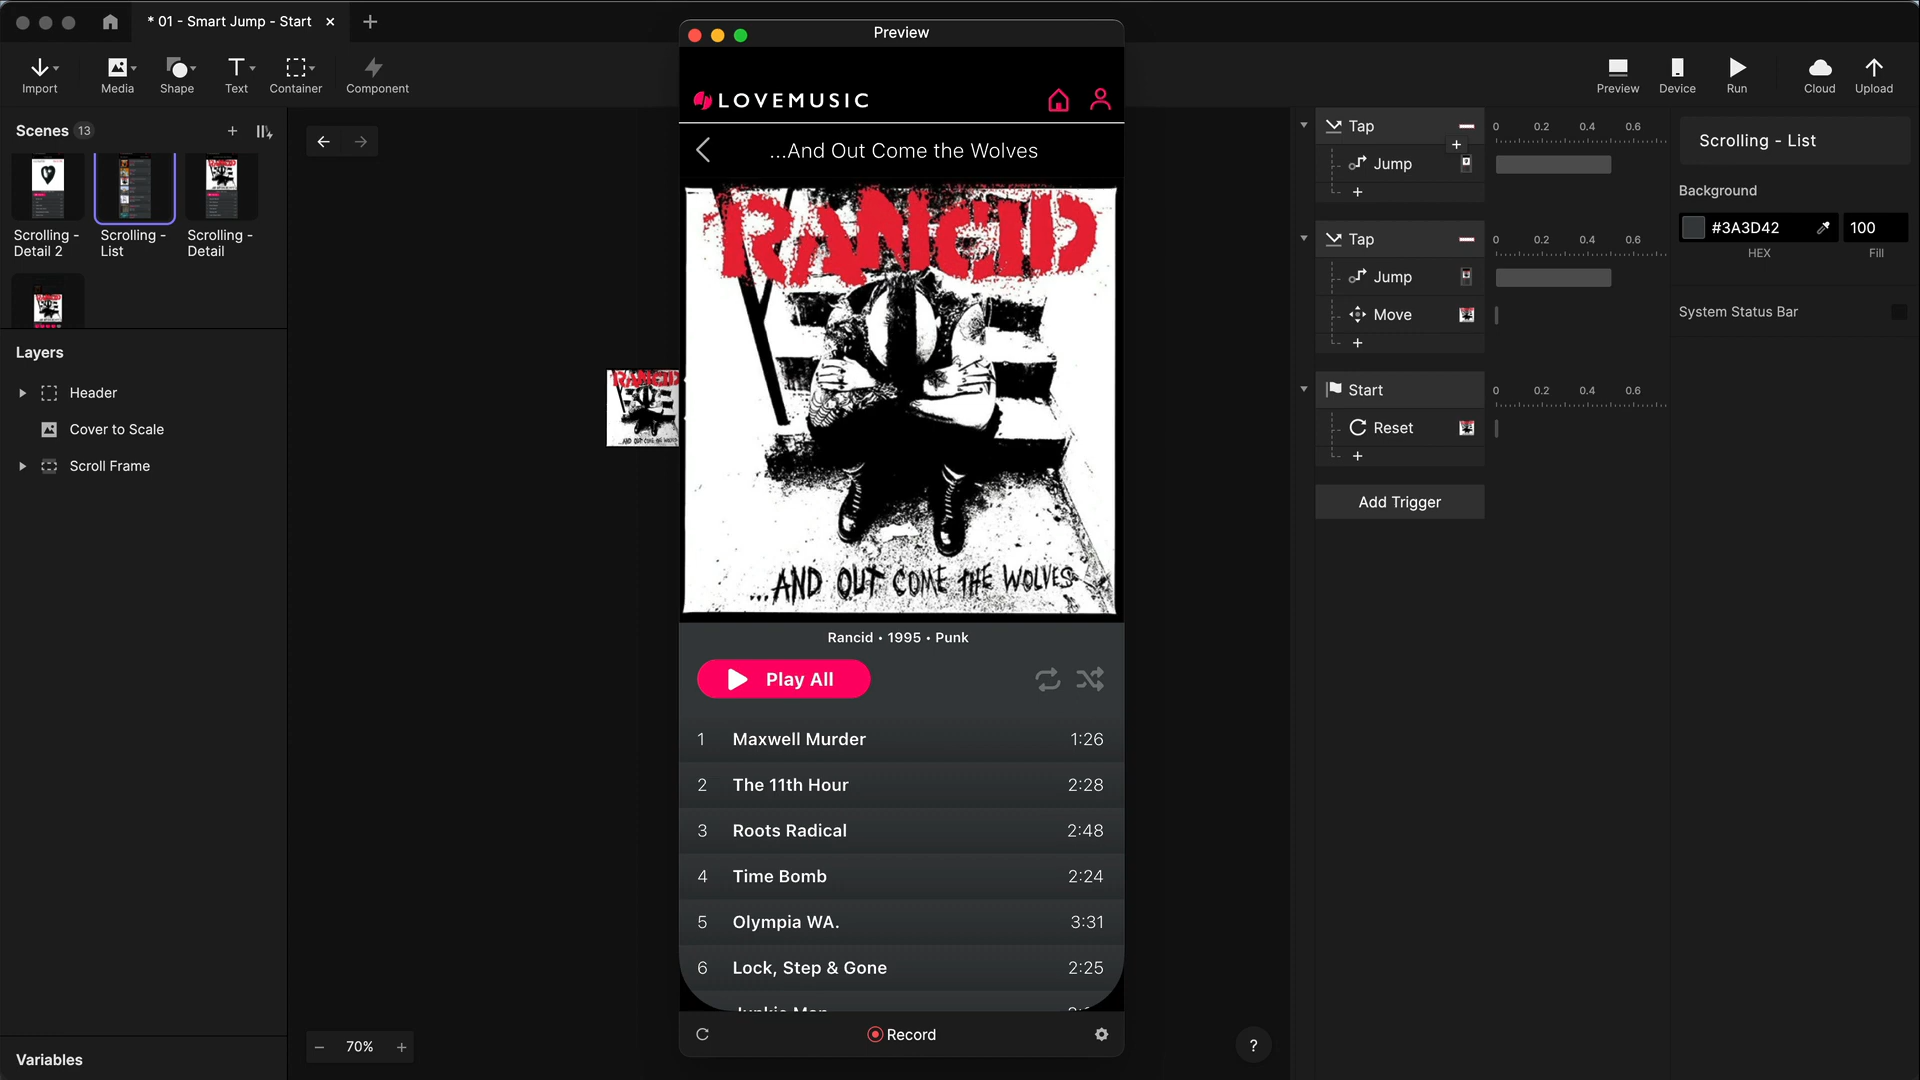 * 01 - Smart Jump - Start
Preview
Import
Media
Shape
Text
Container
Component
Preview
Device
Run
Cloud
Upload
Scenes 13
Scrolling - Detail 2
Scrolling - List
Scrolling - Detail
Layers
Header
Cover to Scale
Scroll Frame
Variables
70%
LOVEMUSIC
...And Out Come the Wolves
RANCID
...AND OUT COME THE WOLVES
RANCID
...AND OUT COME THE WOLVES
Rancid • 1995 • Punk
Play All
1 Maxwell Murder 1:26
2 The 11th Hour 2:28
3 Roots Radical 2:48
4 Time Bomb 2:24
5 Olympia WA. 3:31
6 Lock, Step & Gone 2:25
Record
?
Tap 0 0.2 0.4 0.6
Jump
Tap 0 0.2 0.4 0.6
Jump
Move
Start 0 0.2 0.4 0.6
Reset
Add Trigger
Scrolling - List
Background
#3A3D42 100
HEX Fill
System Status Bar